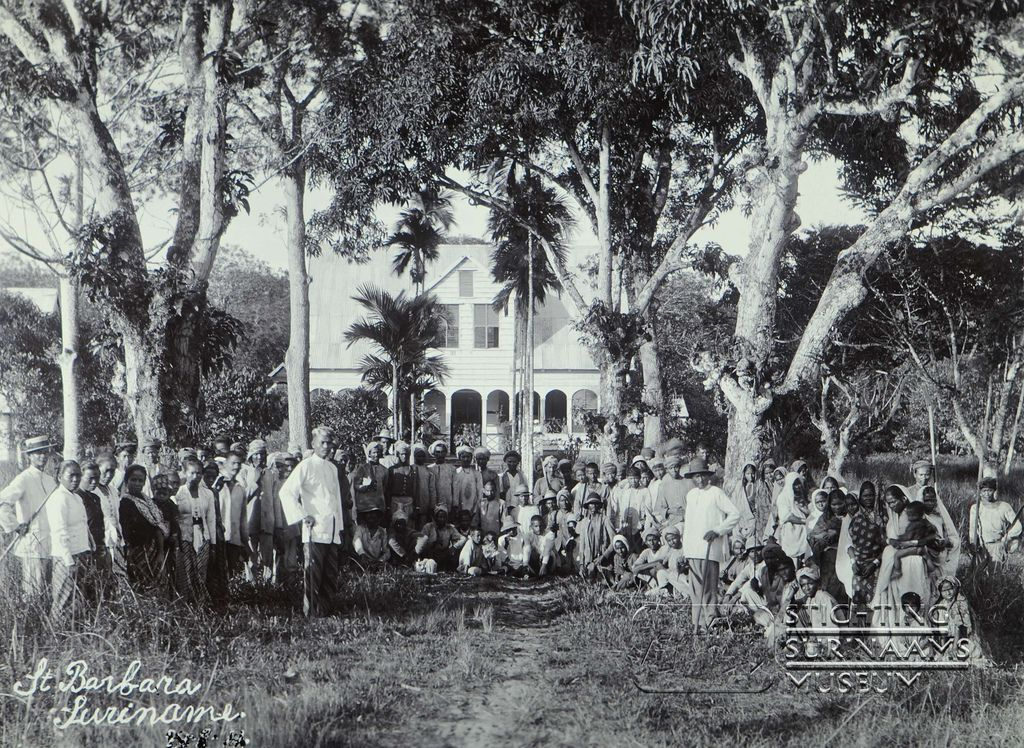 St Barbara
Suriname.
STICHTING
SURINAAMS
MUSEUM